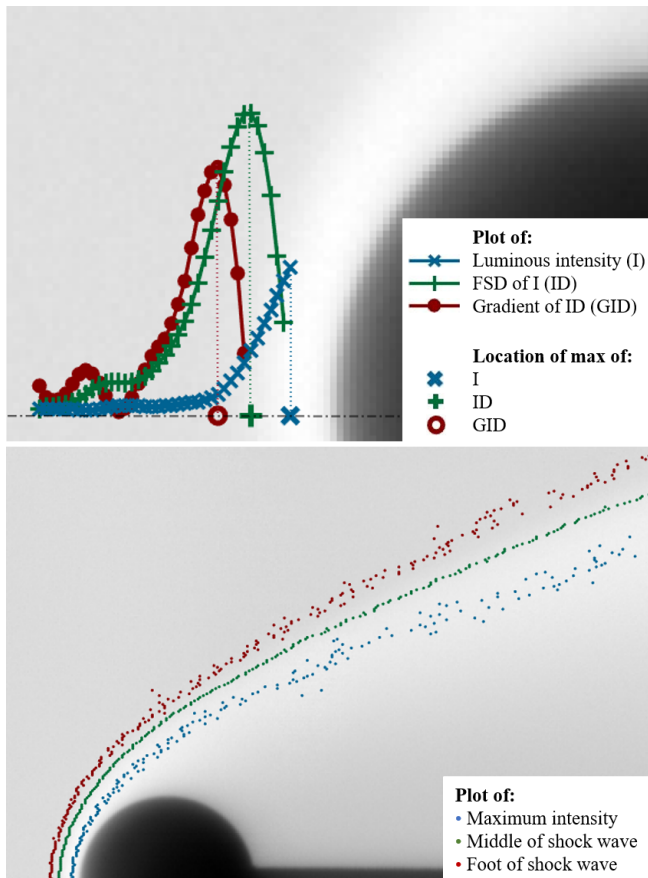 Plot of:
Luminous intensity (I)
FSD of I (ID)
Gradient of ID (GID)
Location of max of:
I
ID
GID
Plot of:
Maximum intensity
Middle of shock wave
Foot of shock wave